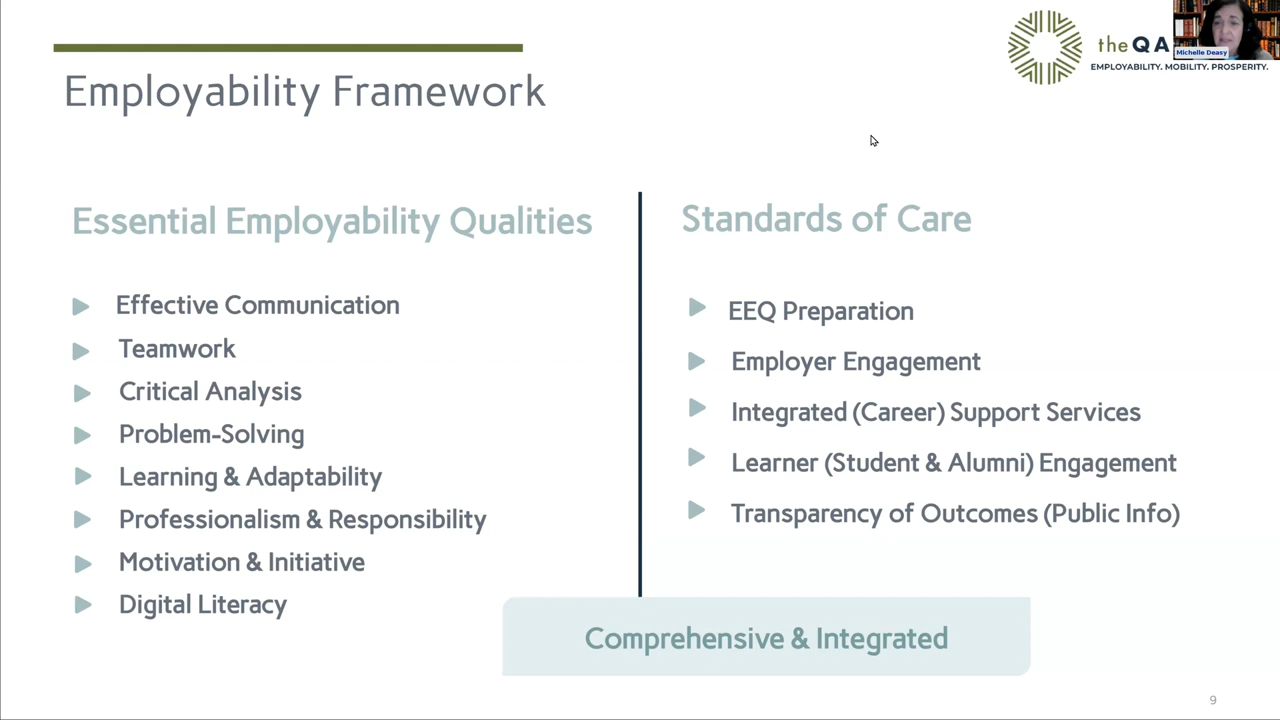 theQA
Michelle Deasy
EMPLOYABILITY. MOBILITY. PROSPERITY.
Employability Framework
Essential Employability Qualities
Effective Communication
Teamwork
Critical Analysis
Problem-Solving
Learning & Adaptability
Professionalism & Responsibility
Motivation & Initiative
Digital Literacy
Standards of Care
EEQ Preparation
Employer Engagement
Integrated (Career) Support Services
Learner (Student & Alumni) Engagement
Transparency of Outcomes (Public Info)
Comprehensive & Integrated
9